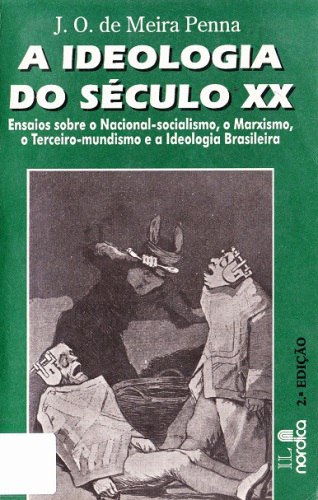 J. O. de Meira Penna
A IDEOLOGIA
DO SÉCULO XX
Ensaios sobre o Nacional-socialismo, o Marxismo,
o Terceiro-mundismo e a Ideologia Brasileira
2.ª EDIÇÃO
IL
nordica